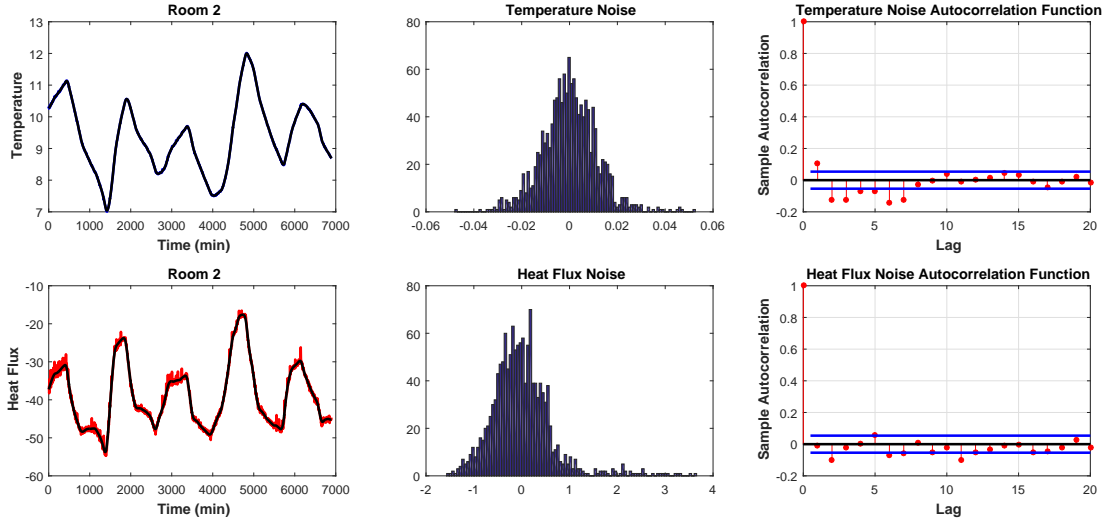 Room 2
Temperature
13
12
11
10
9
8
7
0 1000 2000 3000 4000 5000 6000 7000
Time (min)
Temperature Noise
80
60
40
20
0
-0.06 -0.04 -0.02 0 0.02 0.04 0.06
Temperature Noise Autocorrelation Function
Sample Autocorrelation
1
0.8
0.6
0.4
0.2
0
-0.2
0 5 10 15 20
Lag
Room 2
Heat Flux
-10
-20
-30
-40
-50
-60
0 1000 2000 3000 4000 5000 6000 7000
Time (min)
Heat Flux Noise
80
60
40
20
0
-2 -1 0 1 2 3 4
Heat Flux Noise Autocorrelation Function
Sample Autocorrelation
1
0.8
0.6
0.4
0.2
0
-0.2
0 5 10 15 20
Lag